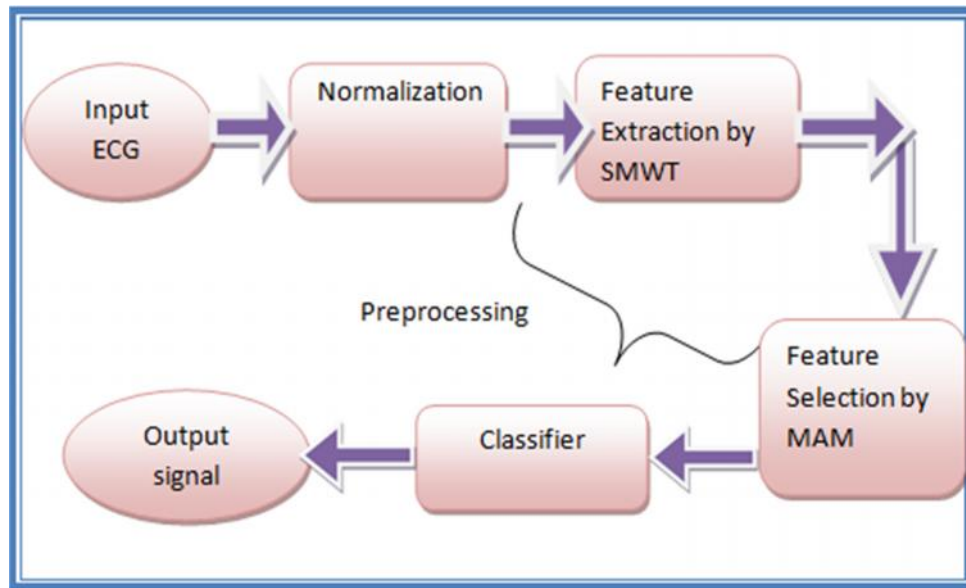 Input
ECG
Normalization
Feature
Extraction by
SMWT
Preprocessing
Feature
Selection by
MAM
Classifier
Output
signal